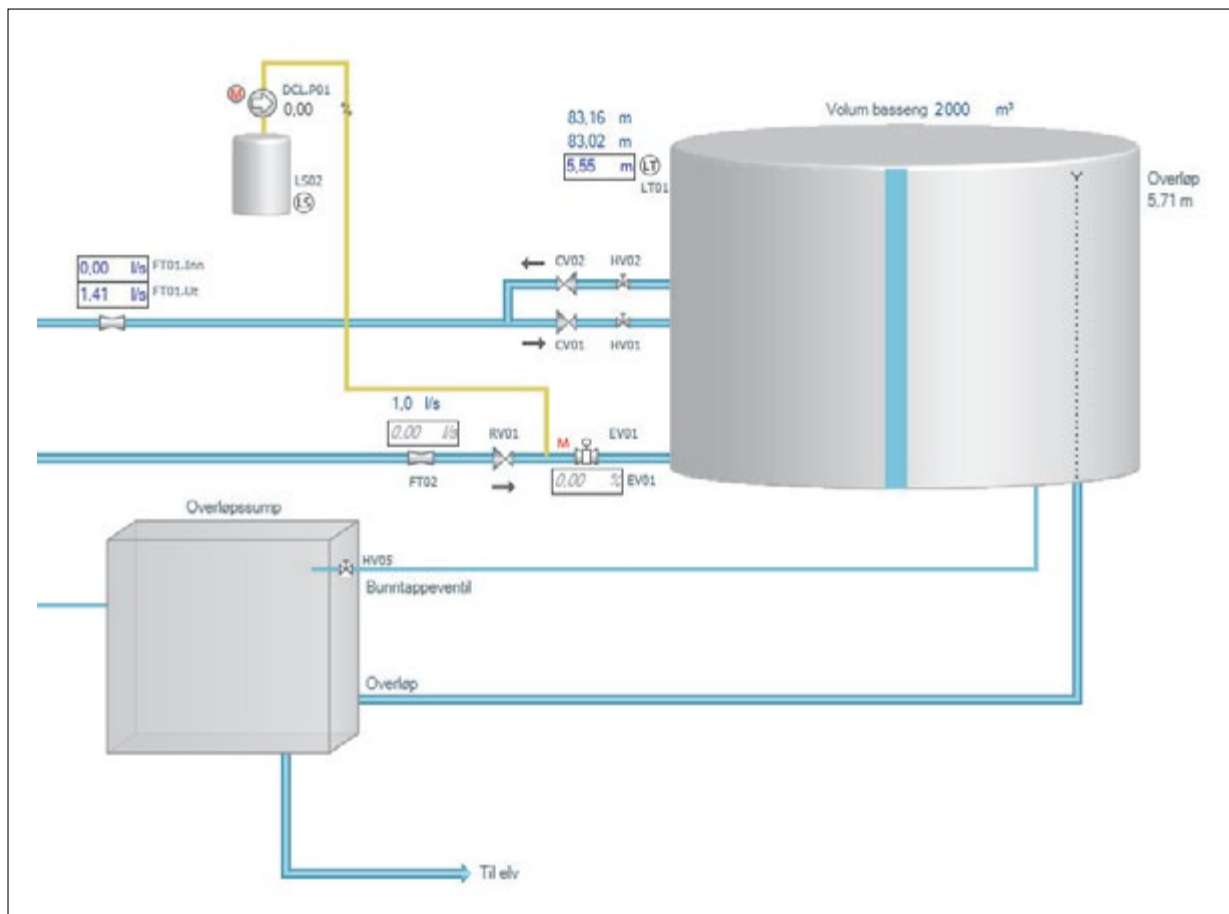 DCL.P01
M
0,00 %
LS02
LS
Volum basseng 2000 m³
83,16 m
83,02 m
5,55 m
LT
LT01
Overløp
5,71 m
0,00 l/s FT01.Inn
1,41 l/s FT01.Ut
CV02 HV02
CV01 HV01
1,0 l/s
0,00 l/s
RV01
M
EV01
FT02
0,00 % EV01
Overløpssump
HV05
Bunntappeventil
Overløp
Til elv